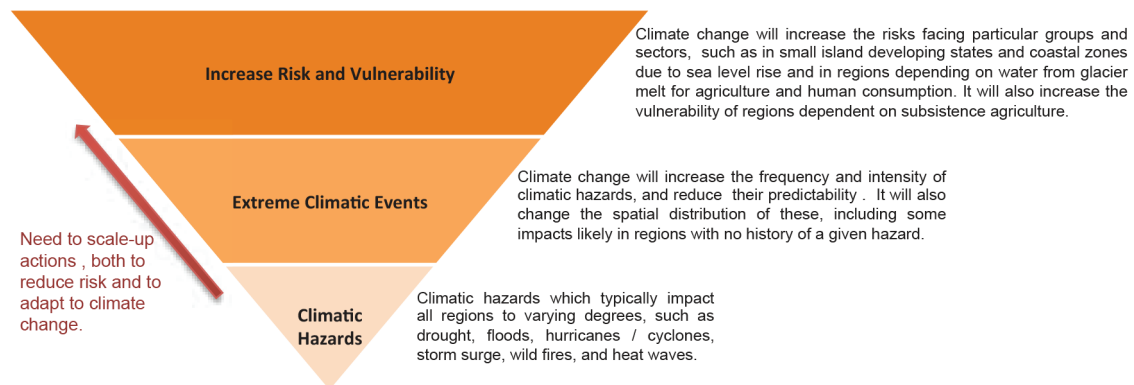 Increase Risk and Vulnerability
Climate change will increase the risks facing particular groups and
sectors, such as in small island developing states and coastal zones
due to sea level rise and in regions depending on water from glacier
melt for agriculture and human consumption. It will also increase the
vulnerability of regions dependent on subsistence agriculture.
Extreme Climatic Events
Climate change will increase the frequency and intensity of
climatic hazards, and reduce their predictability . It will also
change the spatial distribution of these, including some
impacts likely in regions with no history of a given hazard.
Need to scale-up
actions , both to
reduce risk and to
adapt to climate
change.
Climatic
Hazards
Climatic hazards which typically impact
all regions to varying degrees, such as
drought, floods, hurricanes / cyclones,
storm surge, wild fires, and heat waves.